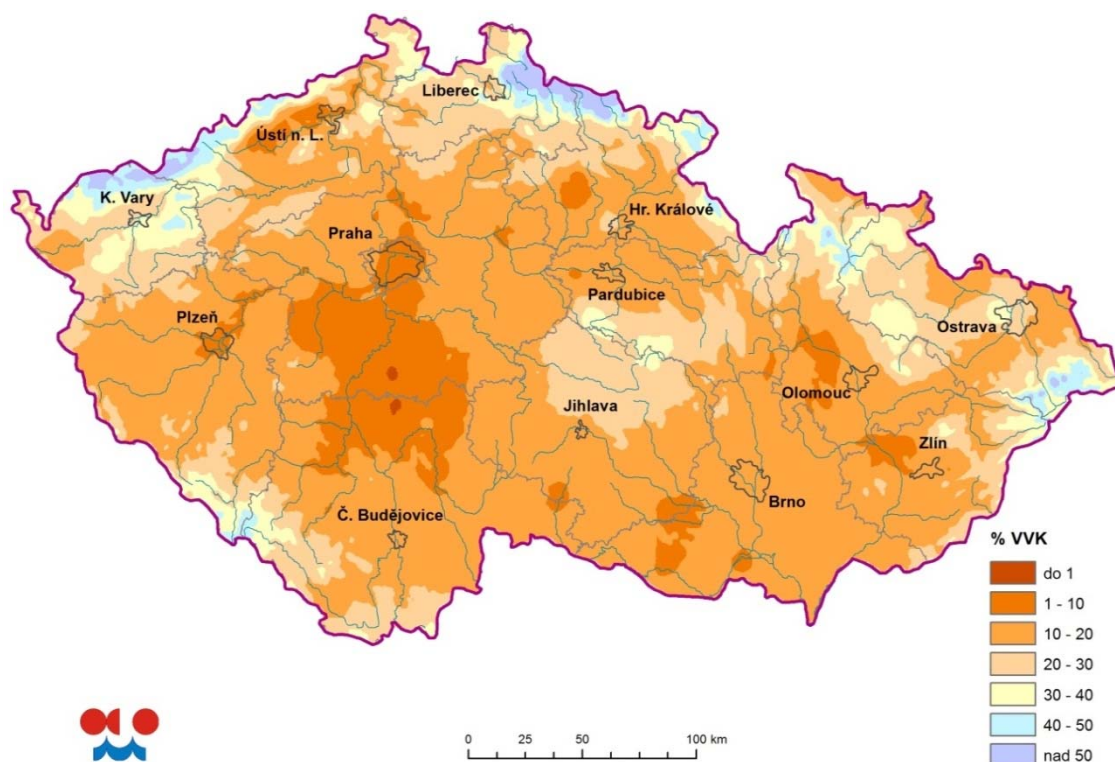 Liberec
Ústí n. L.
K. Vary
Hr. Králové
Praha
Pardubice
Plzeň
Ostrava
Olomouc
Jihlava
Zlín
Brno
Č. Budějovice
% VVK
do 1
1 - 10
10 - 20
20 - 30
30 - 40
40 - 50
nad 50
0 25 50 100 km